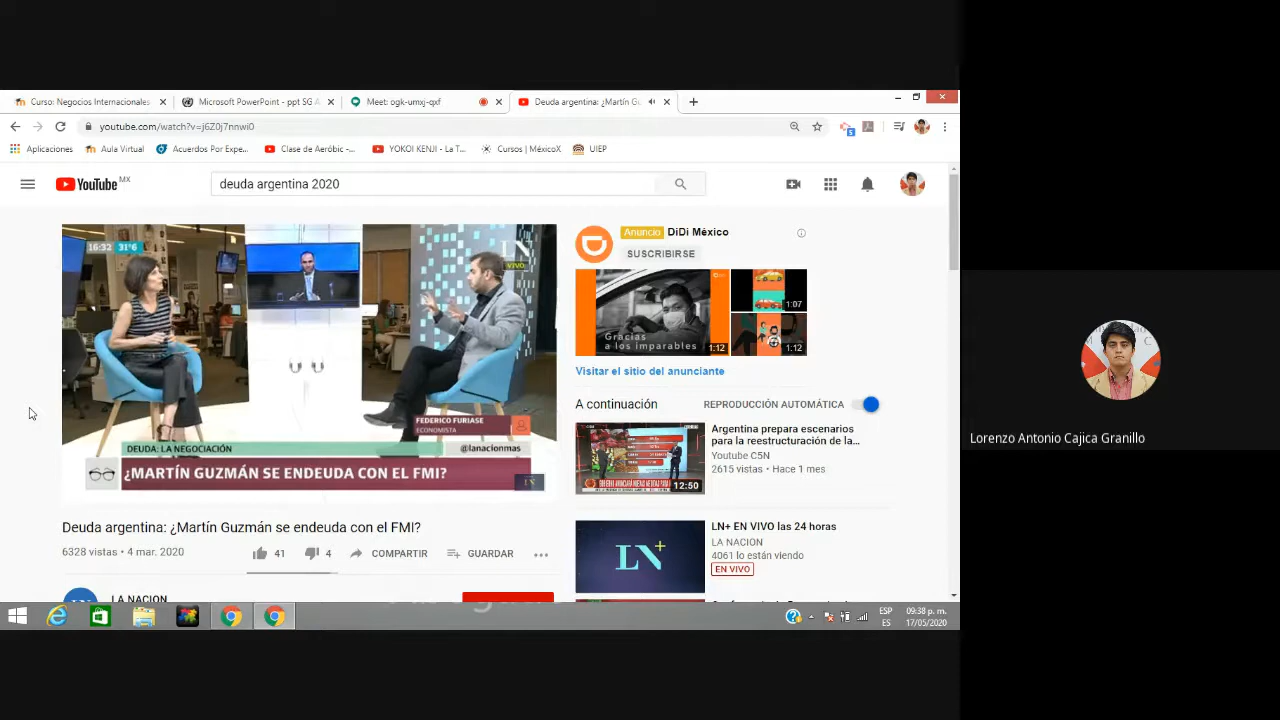 Curso: Negocios Internacionales
Microsoft PowerPoint - ppt SG A
Meet: ogk-umxj-qxf
Deuda argentina: ¿Martín Gu
youtube.com/watch?v=j6Z0j7nnwi0
5
Aplicaciones
Aula Virtual
Acuerdos Por Expe...
Clase de Aeróbic -...
YOKOI KENJI - La T...
Cursos | MéxicoX
UIEP
YouTube MX
deuda argentina 2020
16:32 31°6
LN
VIVO
FEDERICO FURIASE
ECONOMISTA
DEUDA: LA NEGOCIACIÓN
@lanacionmas
¿MARTÍN GUZMÁN SE ENDEUDA CON EL FMI?
Deuda argentina: ¿Martín Guzmán se endeuda con el FMI?
6328 vistas • 4 mar. 2020
41
4
COMPARTIR
GUARDAR
LA NACION
Anuncio DiDi México
SUSCRIBIRSE
Gracias
a los imparables
1:12
1:07
1:12
Visitar el sitio del anunciante
A continuación
REPRODUCCIÓN AUTOMÁTICA
Argentina prepara escenarios
para la reestructuración de la...
Youtube C5N
2615 vistas • Hace 1 mes
12:50
LN+
LN+ EN VIVO las 24 horas
LA NACION
4061 lo están viendo
EN VIVO
Lorenzo Antonio Cajica Granillo
ESP
ES
09:38 p. m.
17/05/2020